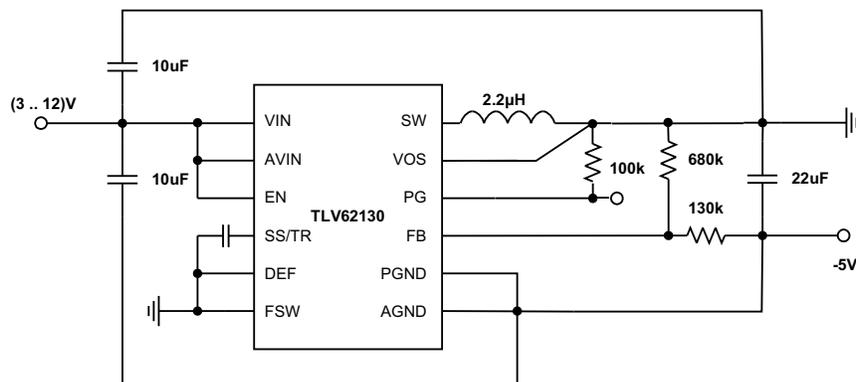 10uF
(3 .. 12)V
10uF
2.2µH
VIN
SW
AVIN
VOS
EN
PG
TLV62130
SS/TR
FB
DEF
PGND
FSW
AGND
100k
680k
22uF
130k
-5V